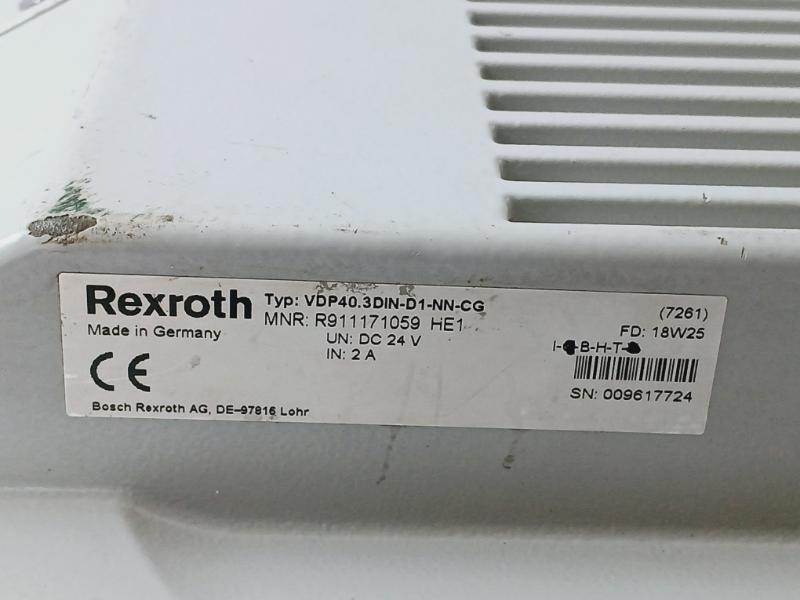 Rexroth
Made in Germany
CE
Bosch Rexroth AG, DE-97816 Lohr
Typ: VDP40.3DIN-D1-NN-CG
MNR: R911171059 HE1
UN: DC 24 V
IN: 2 A
(7261)
FD: 18W25
I- -B-H-T-
SN: 009617724